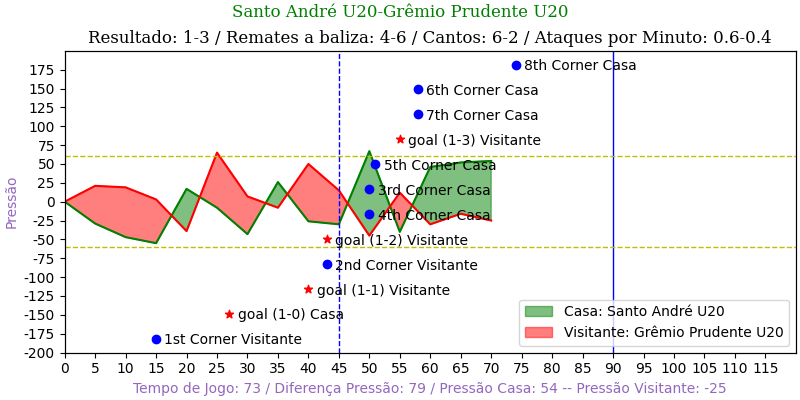 Santo André U20-Grêmio Prudente U20
Resultado: 1-3 / Remates a baliza: 4-6 / Cantos: 6-2 / Ataques por Minuto: 0.6-0.4
175
150
125
100
75
50
25
0
-25
-50
-75
-100
-125
-150
-175
-200
Pressão
8th Corner Casa
6th Corner Casa
7th Corner Casa
goal (1-3) Visitante
5th Corner Casa
3rd Corner Casa
4th Corner Casa
goal (1-2) Visitante
2nd Corner Visitante
goal (1-1) Visitante
goal (1-0) Casa
1st Corner Visitante
Casa: Santo André U20
Visitante: Grêmio Prudente U20
0 5 10 15 20 25 30 35 40 45 50 55 60 65 70 75 80 85 90 95 100 105 110 115
Tempo de Jogo: 73 / Diferença Pressão: 79 / Pressão Casa: 54 -- Pressão Visitante: -25